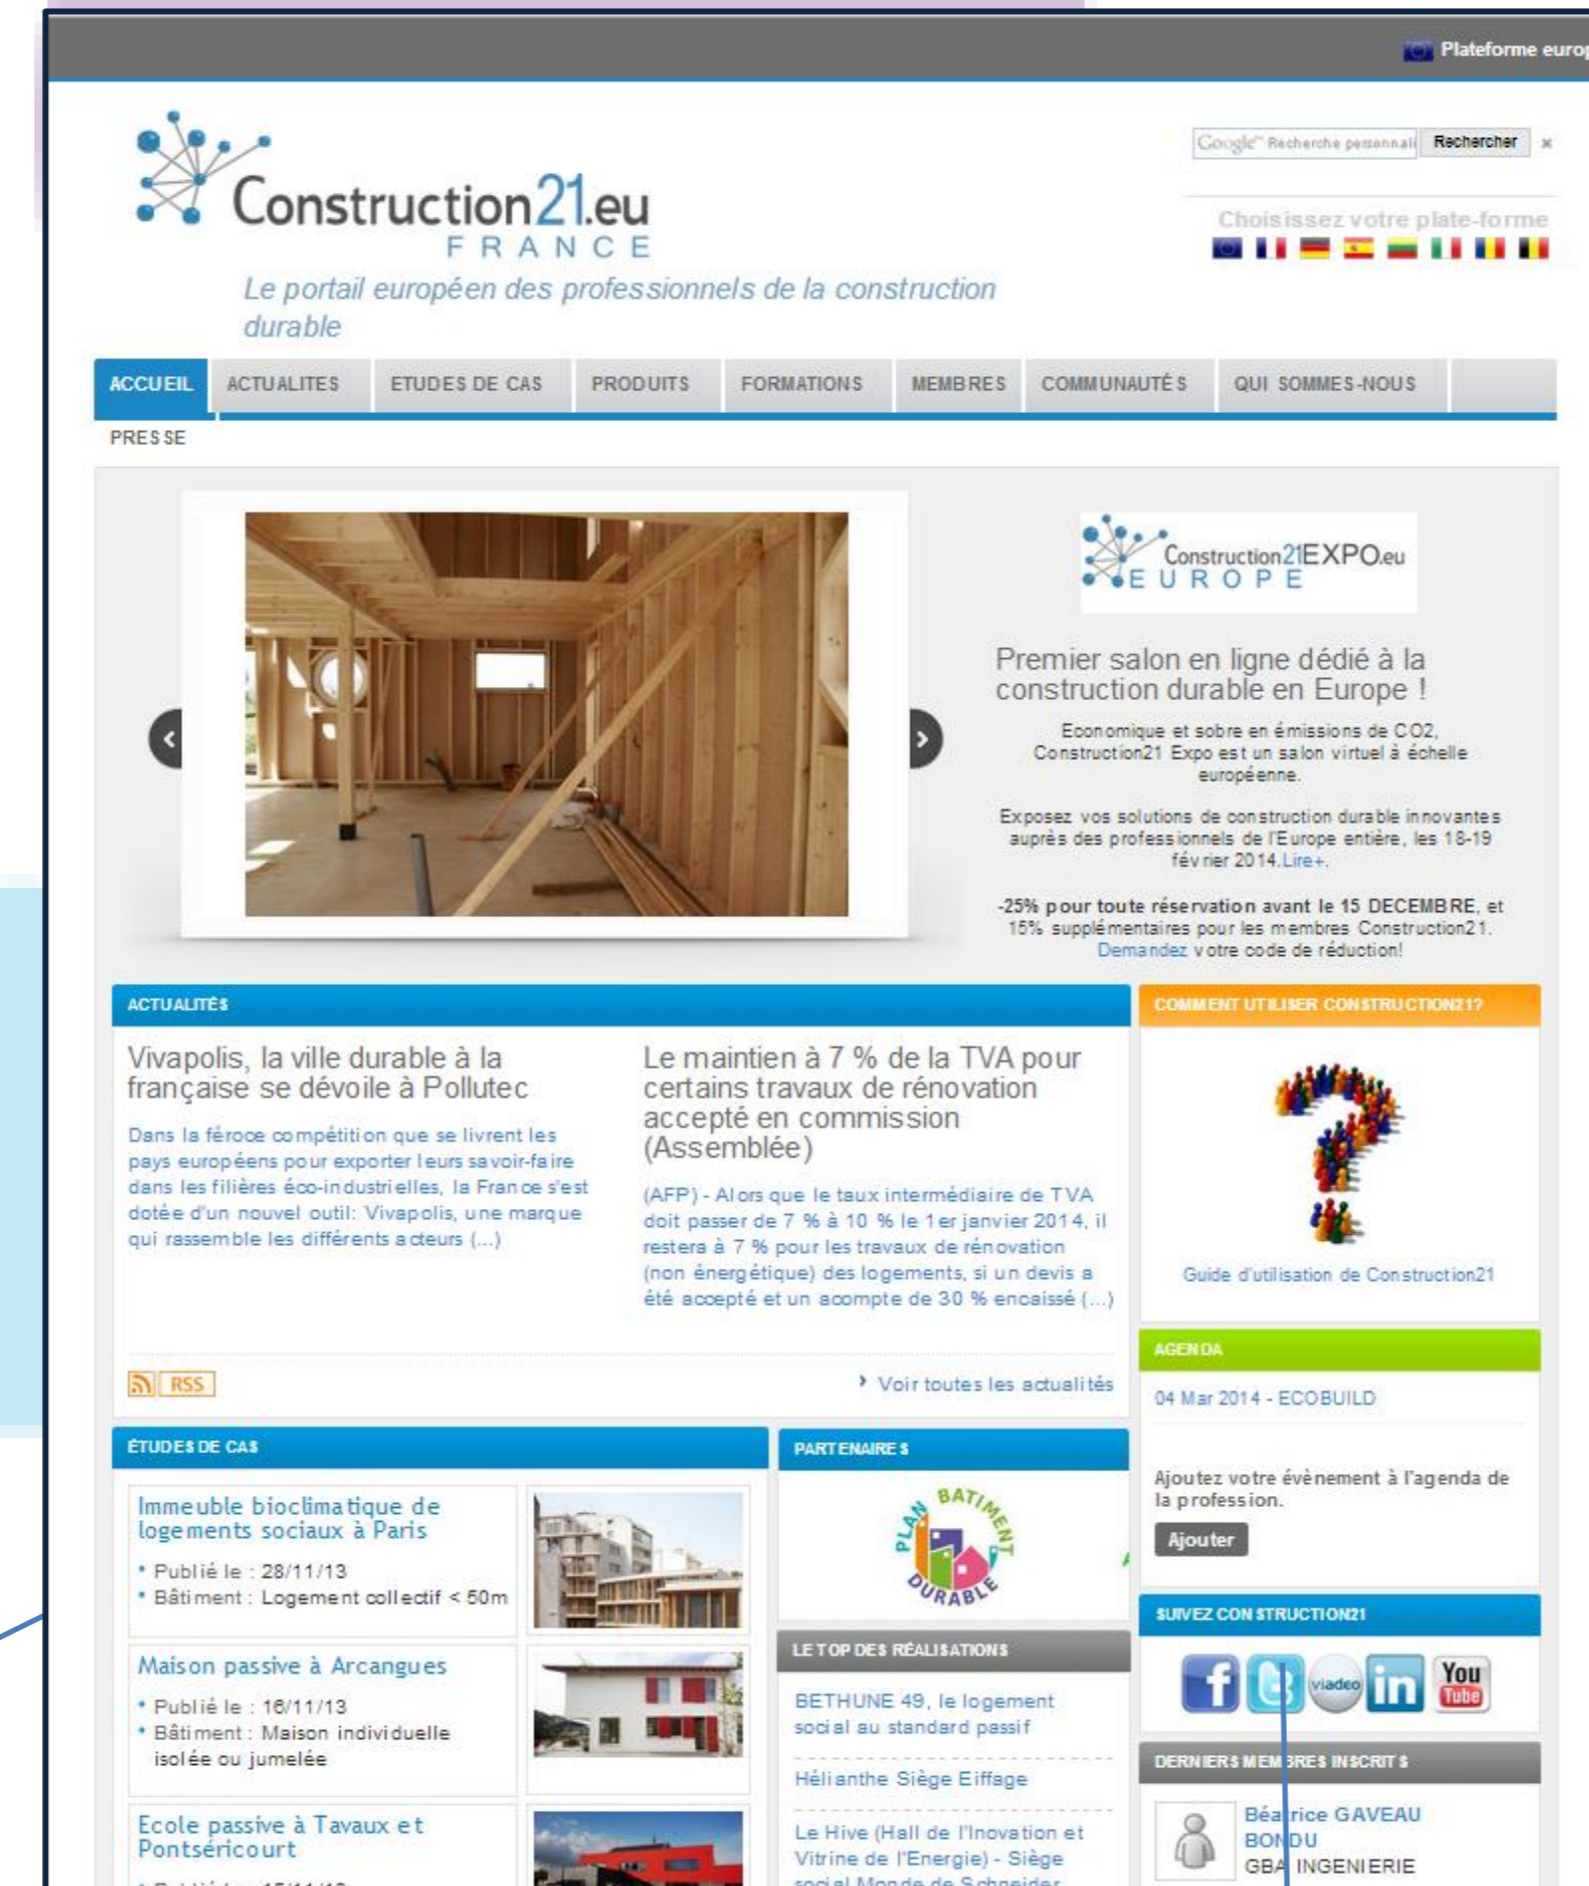 Plateforme
Construction21.eu
FRANCE
Le portail européen des professionnels de la construction
durable
Google™ Recherche
Rechercher
x
Choisissez votre plate-forme
ACCUEIL
ACTUALITES
ETUDES DE CAS
PRODUITS
FORMATIONS
MEMBRES
COMMUNAUTÉS
QUI SOMMES-NOUS
PRESSE
Construction21EXPO.eu
EUROPE
Premier salon en ligne dédié à la
construction durable en Europe !
Economique et sobre en émissions de CO2,
Construction21 Expo est un salon virtuel à échelle
européenne.
Exposez vos solutions de construction durable innovantes
auprès des professionnels de l'Europe entière, les 18-19
février 2014.Lire+.
-25% pour toute réservation avant le 15 DECEMBRE, et
15% supplémentaires pour les membres Construction21.
Demandez votre code de réduction!
ACTUALITÉS
Vivapolis, la ville durable à la
française se dévoile à Pollutec
Dans la féroce compétition que se livrent les
pays européens pour exporter leurs savoir-faire
dans les filières éco-industrielles, la France s'est
dotée d'un nouvel outil: Vivapolis, une marque
qui rassemble les différents acteurs (...)
Le maintien à 7 % de la TVA pour
certains travaux de rénovation
accepté en commission
(Assemblée)
(AFP) - Alors que le taux intermédiaire de TVA
doit passer de 7 % à 10 % le 1er janvier 2014, il
restera à 7 % pour les travaux de rénovation
(non énergétique) des logements, si un devis a
été accepté et un acompte de 30 % encaissé (...)
RSS
Voir toutes les actualités
COMMENT UTILISER CONSTRUCTION21?
Guide d'utilisation de Construction21
AGENDA
04 Mar 2014 - ECOBUILD
Ajoutez votre évènement à l'agenda de
la profession.
Ajouter
ÉTUDES DE CAS
Immeuble bioclimatique de
logements sociaux à Paris
• Publié le : 28/11/13
• Bâtiment : Logement collectif < 50m
Maison passive à Arcangues
• Publié le : 16/11/13
• Bâtiment : Maison individuelle
isolée ou jumelée
Ecole passive à Tavaux et
Pontséricourt
PARTENAIRES
PLAN BATIMENT
DURABLE
LE TOP DES RÉALISATIONS
BETHUNE 49, le logement
social au standard passif
Hélianthe Siège Eiffage
Le Hive (Hall de l'Inovation et
Vitrine de l'Energie) - Siège
social Monde de Schneider
SUIVEZ CONSTRUCTION21
f
t
viadeo
in
You
Tube
DERNIERS MEMBRES INSCRITS
Béatrice GAVEAU
BONDU
GBA INGENIERIE